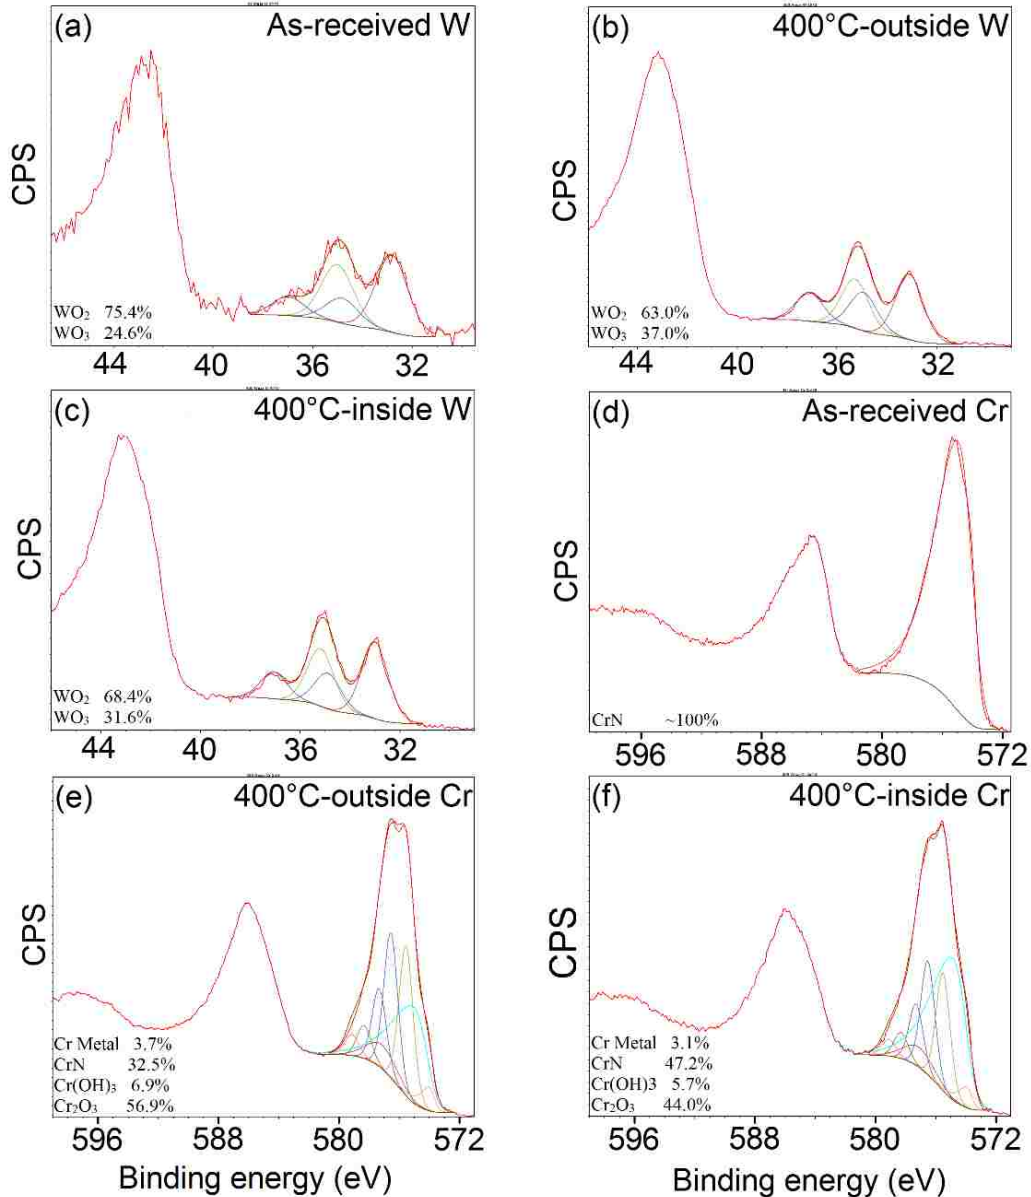 (a) As-received W
CPS
WO₂ 75.4%
WO₃ 24.6%
44 40 36 32
(b) 400°C-outside W
CPS
WO₂ 63.0%
WO₃ 37.0%
44 40 36 32
(c) 400°C-inside W
CPS
WO₂ 68.4%
WO₃ 31.6%
44 40 36 32
(d) As-received Cr
CPS
CrN ~100%
596 588 580 572
(e) 400°C-outside Cr
CPS
Cr Metal 3.7%
CrN 32.5%
Cr(OH)₃ 6.9%
Cr₂O₃ 56.9%
596 588 580 572
Binding energy (eV)
(f) 400°C-inside Cr
CPS
Cr Metal 3.1%
CrN 47.2%
Cr(OH)3 5.7%
Cr₂O₃ 44.0%
596 588 580 572
Binding energy (eV)